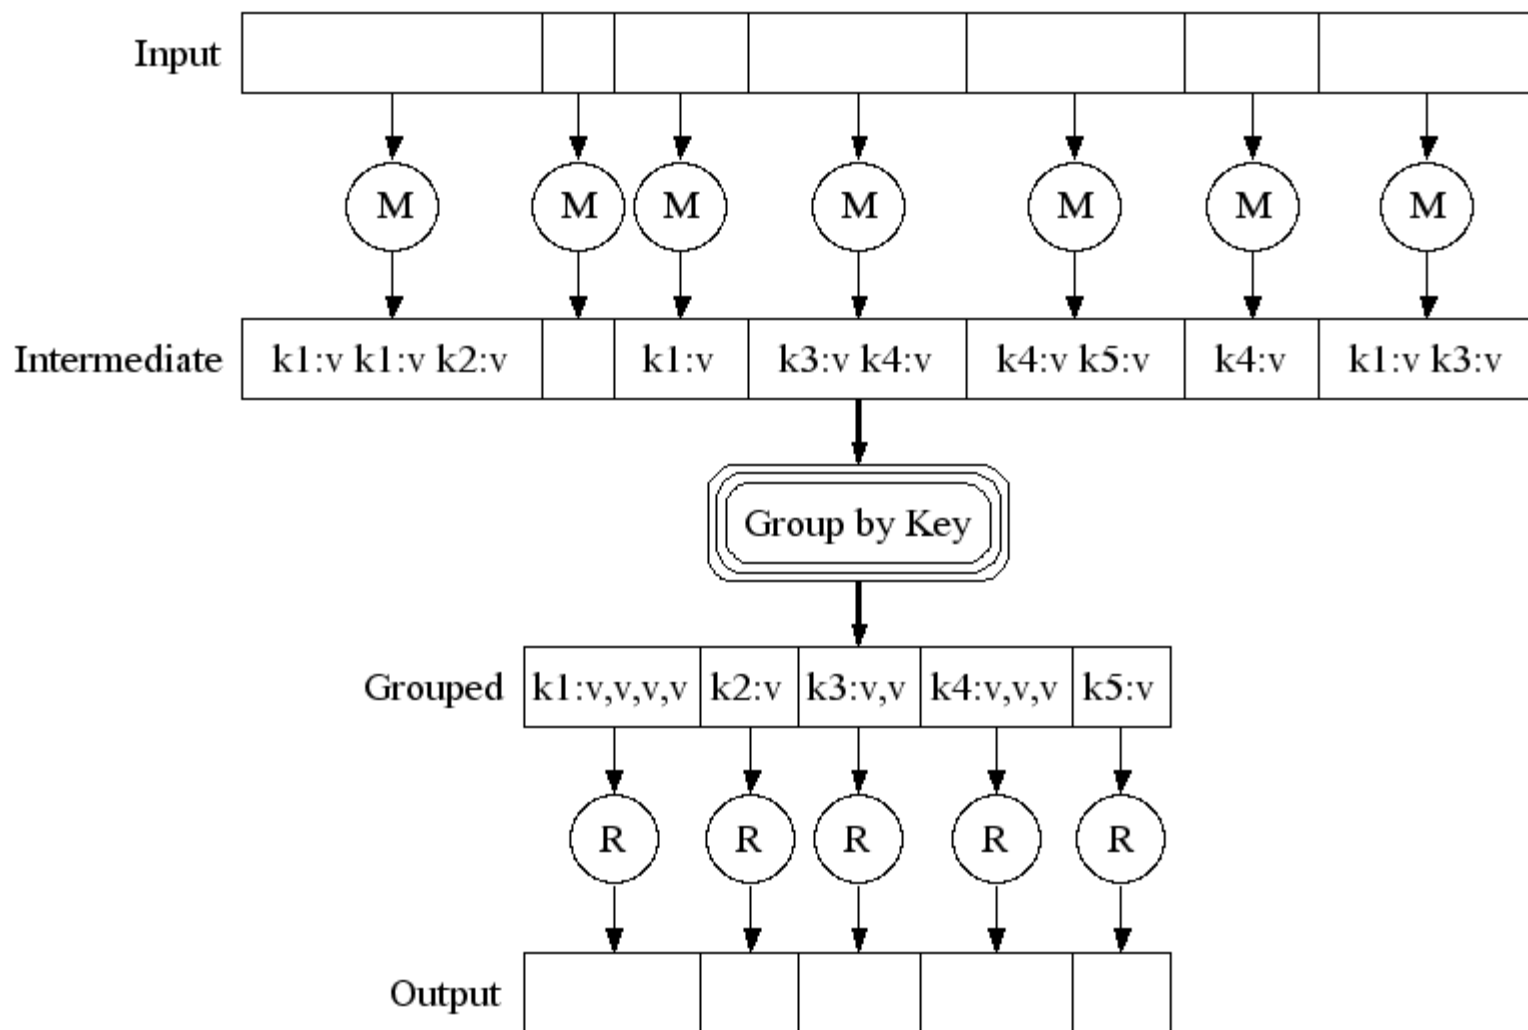 Input
M M M M M M M
Intermediate k1:v k1:v k2:v k1:v k3:v k4:v k4:v k5:v k4:v k1:v k3:v
Group by Key
Grouped k1:v,v,v,v k2:v k3:v,v k4:v,v,v k5:v
R R R R R
Output